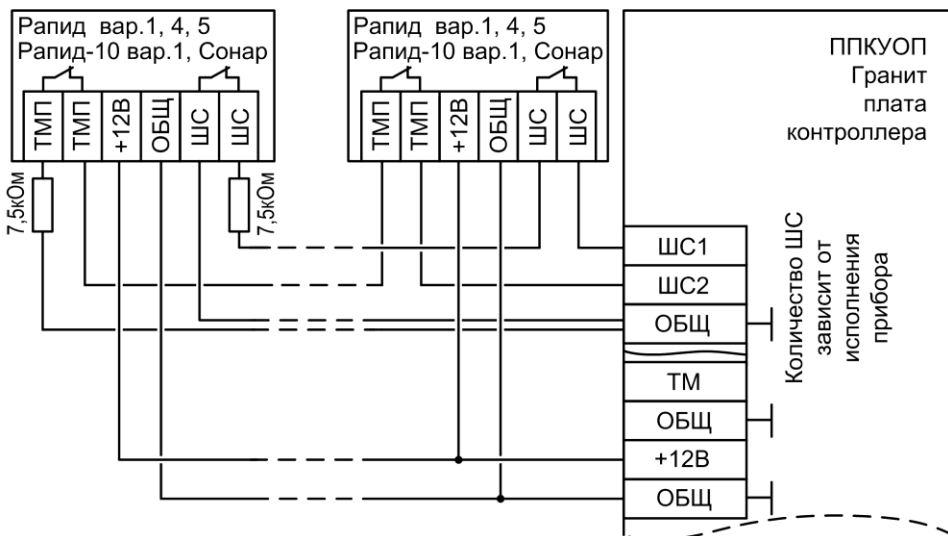 Рапид вар.1, 4, 5
Рапид-10 вар.1, Сонар
ТМП
ТМП
+12В
ОБЩ
ШС
ШС
7,5кОм
7,5кОм
Рапид вар.1, 4, 5
Рапид-10 вар.1, Сонар
ТМП
ТМП
+12В
ОБЩ
ШС
ШС
ППКУОП
Гранит
плата
контроллера
ШС1
ШС2
ОБЩ
ТМ
ОБЩ
+12В
ОБЩ
Количество ШС
зависит от
исполнения
прибора